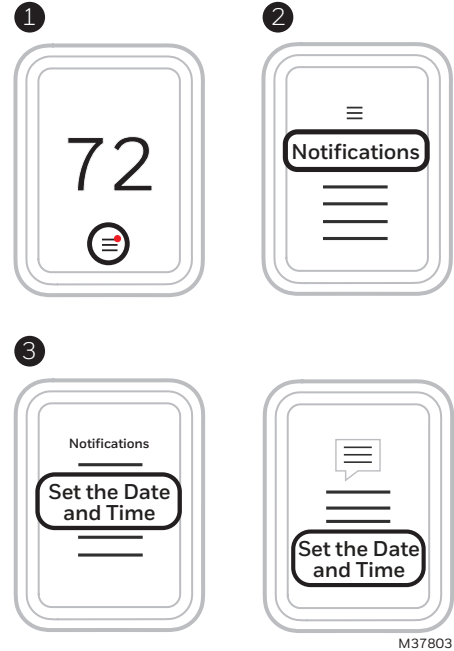 1
2
72
Notifications
3
Notifications
Set the Date
and Time
Set the Date
and Time
M37803